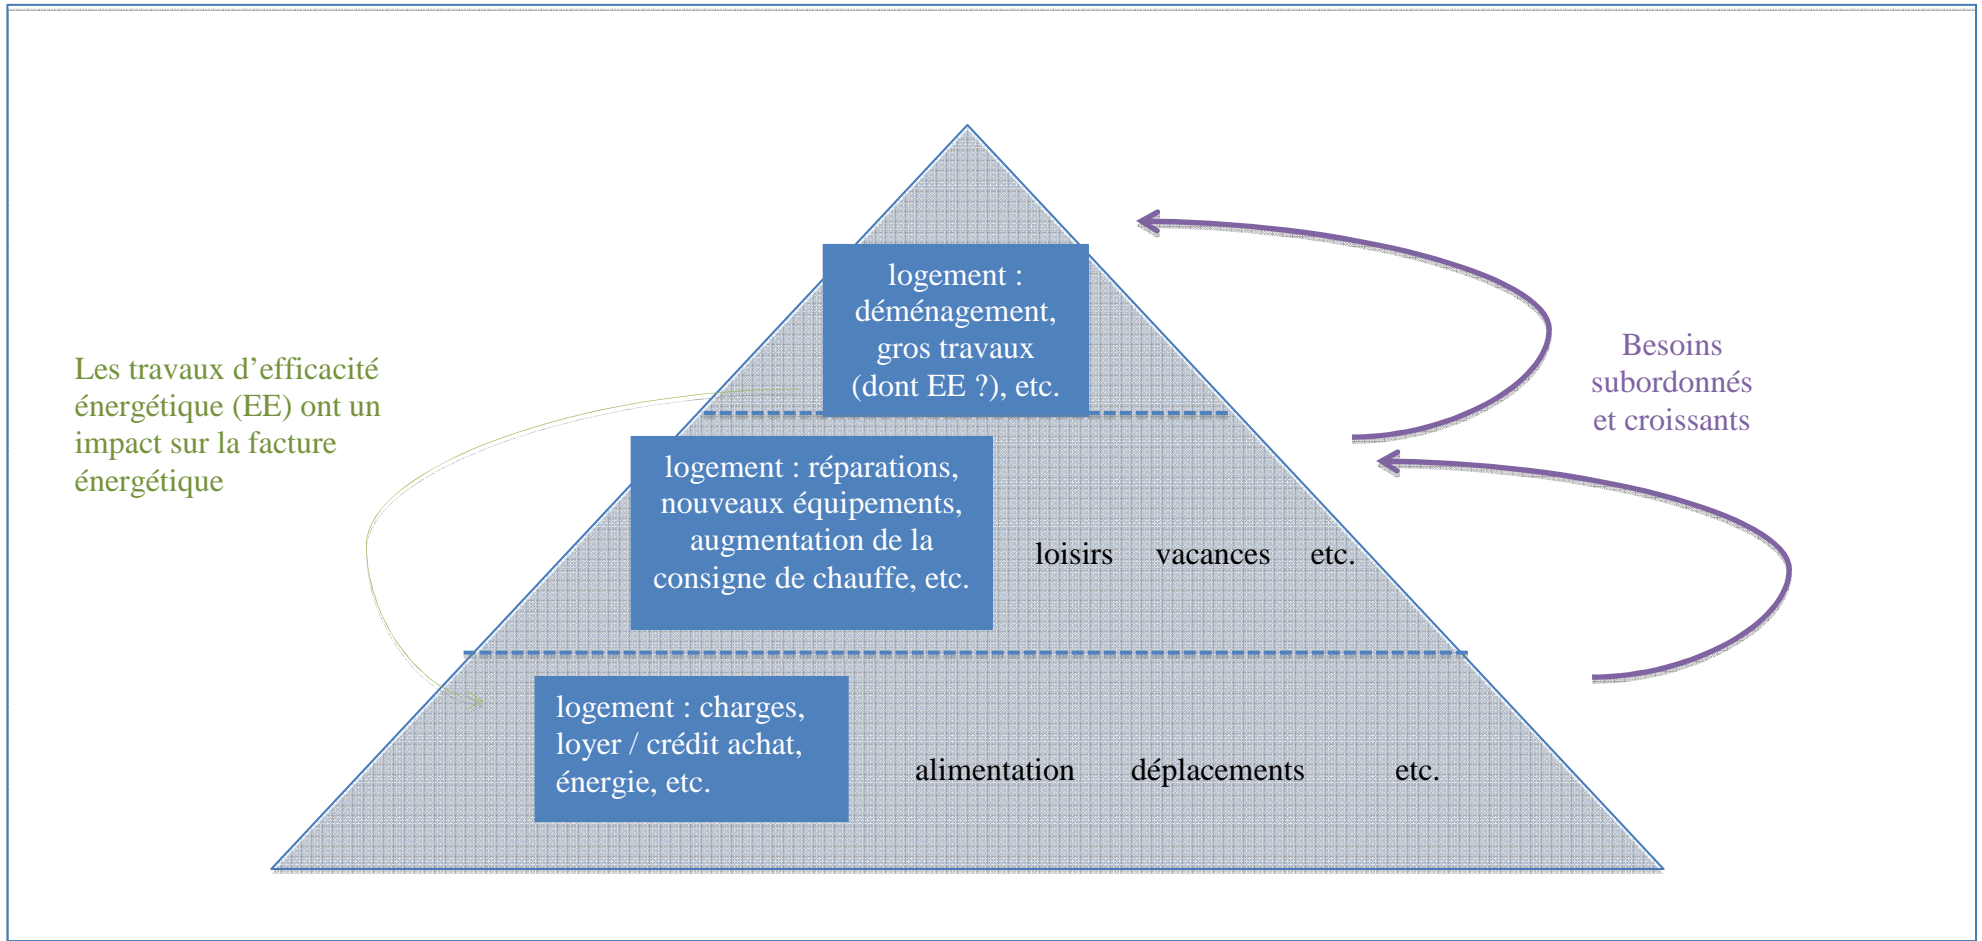 logement :
déménagement,
gros travaux
(dont EE ?), etc.
Les travaux d’efficacité
énergétique (EE) ont un
impact sur la facture
énergétique
Besoins
subordonnés
et croissants
logement : réparations,
nouveaux équipements,
augmentation de la
consigne de chauffe, etc.
loisirs vacances etc.
logement : charges,
loyer / crédit achat,
énergie, etc.
alimentation déplacements etc.